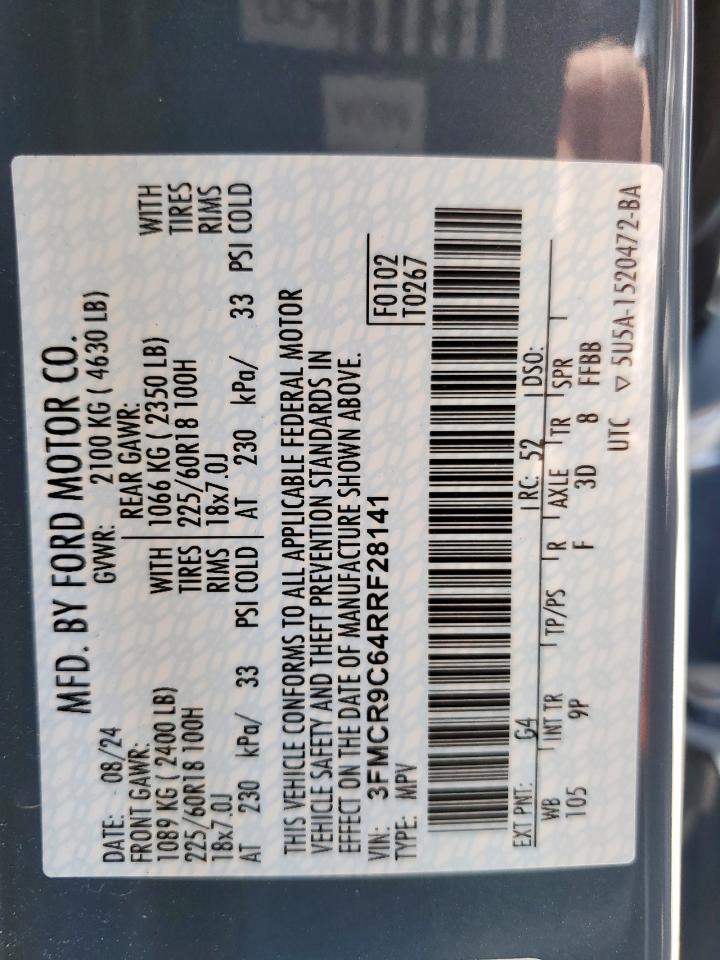 MFD. BY FORD MOTOR CO.
DATE: 08/24 GVWR: 2100 KG ( 4630 LB)
FRONT GAWR: REAR GAWR:
1089 KG ( 2400 LB) WITH 1066 KG ( 2350 LB) WITH
225/60R18 100H TIRES 225/60R18 100H TIRES
18x7.0J RIMS 18x7.0J RIMS
AT 230 kPa/ 33 PSI COLD AT 230 kPa/ 33 PSI COLD
THIS VEHICLE CONFORMS TO ALL APPLICABLE FEDERAL MOTOR
VEHICLE SAFETY AND THEFT PREVENTION STANDARDS IN
EFFECT ON THE DATE OF MANUFACTURE SHOWN ABOVE.
VIN: 3FMCR9C64RRF28141 F0102
TYPE: MPV T0267
EXT PNT: G4 RC: 52 DSO:
WB INT TR TP/PS R AXLE TR SPR
105 9P F 3D 8 FFBB
UTC ▽ 5U5A-1520472-BA